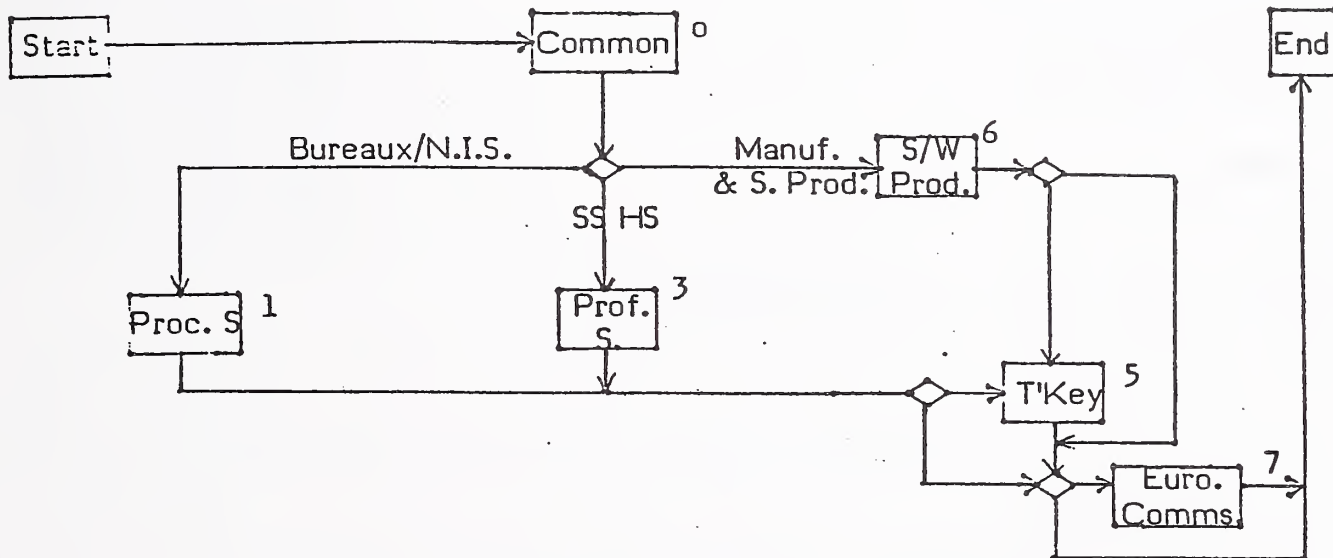 Start
Common
0
End
Bureaux/N.I.S.
Manuf.
& S. Prod.
S/W
Prod.
6
SS HS
Proc. S
1
Prof.
S.
3
T'Key
5
Euro.
Comms.
7